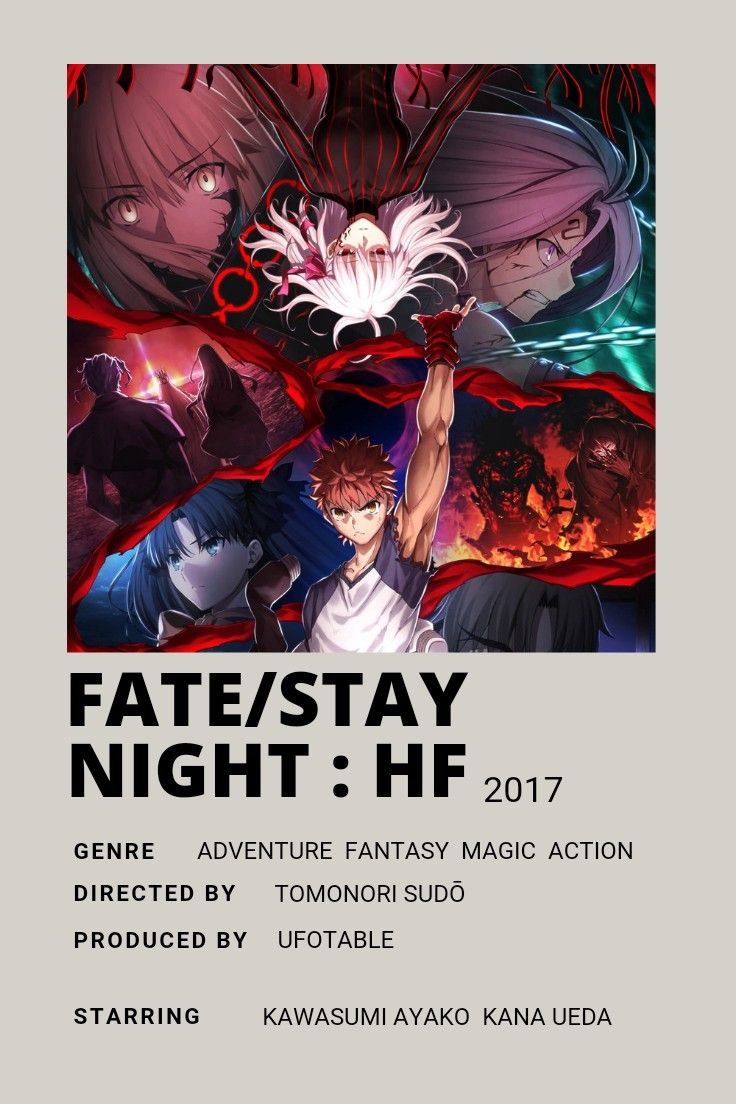 FATE/STAY
NIGHT : HF 2017
GENRE ADVENTURE FANTASY MAGIC ACTION
DIRECTED BY TOMONORI SUDŌ
PRODUCED BY UFOTABLE
STARRING KAWASUMI AYAKO KANA UEDA